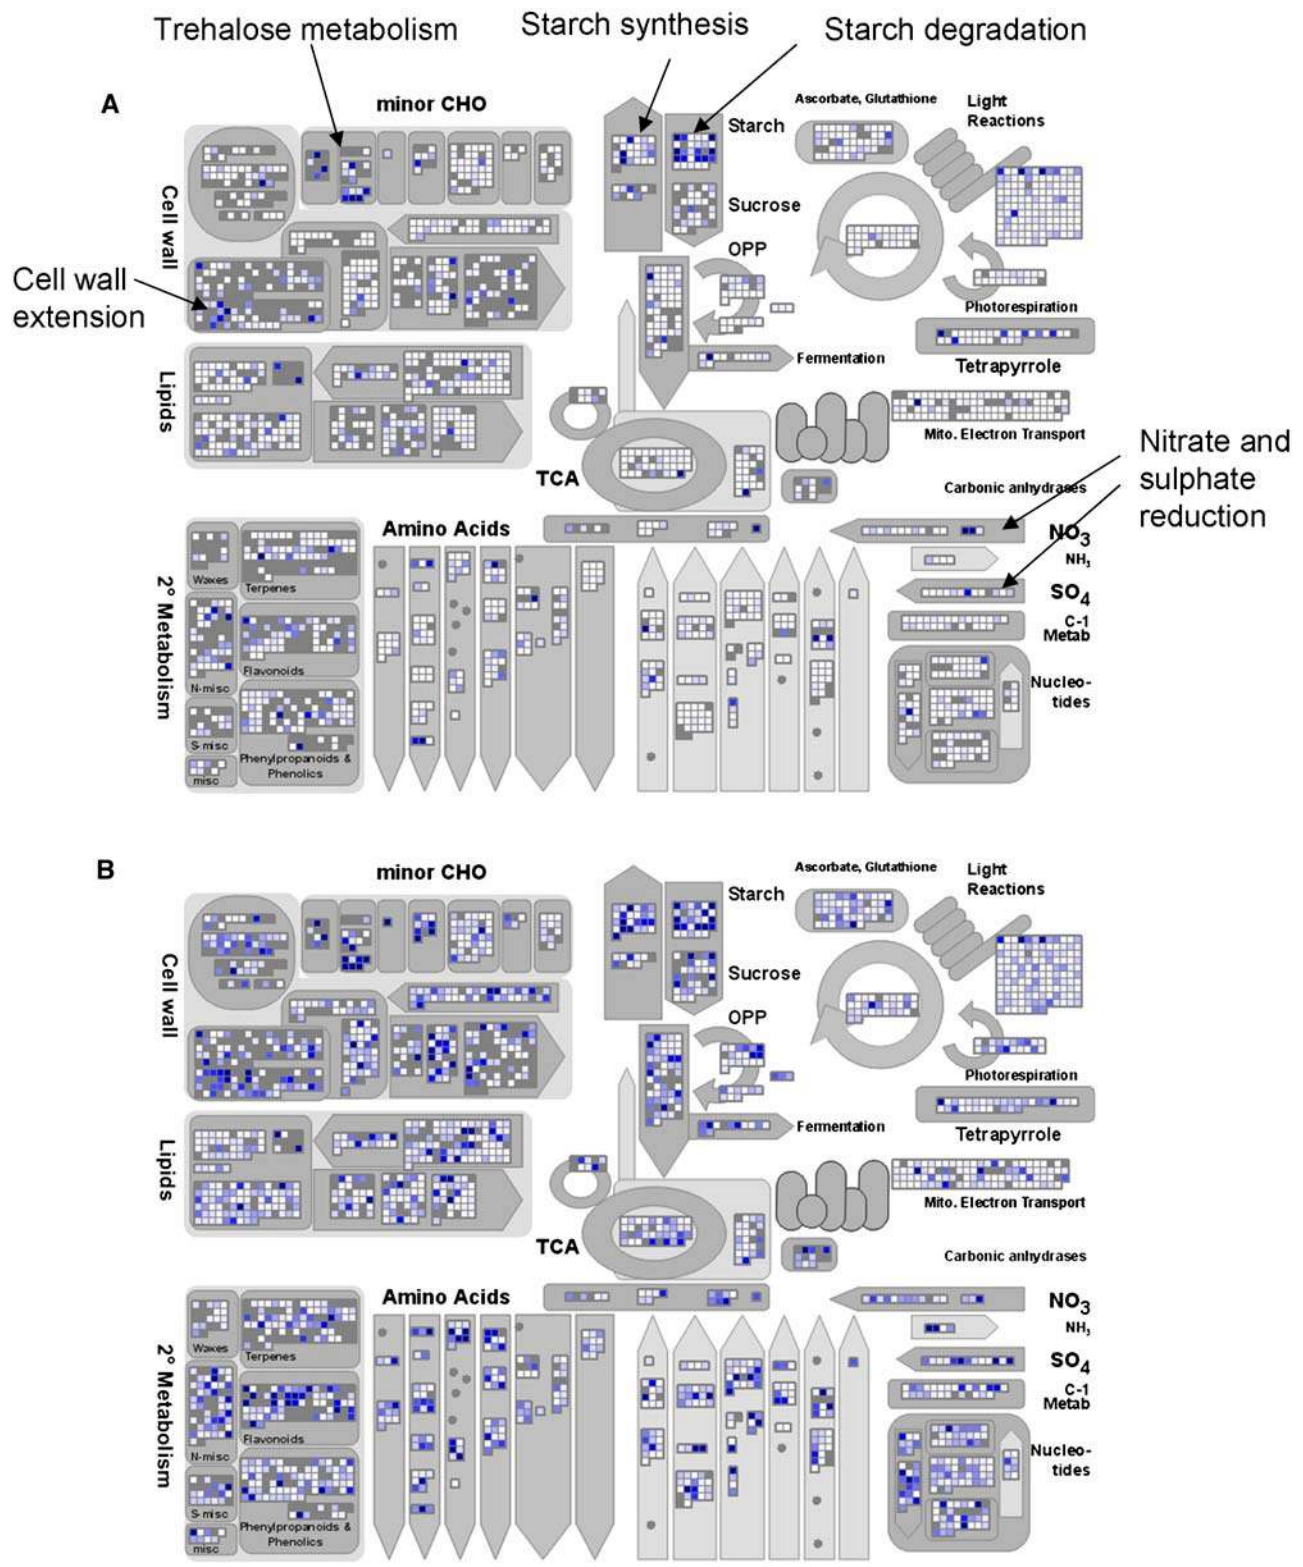 Trehalose metabolism
Starch synthesis
Starch degradation
A
minor CHO
Ascorbate, Glutathione
Light
Reactions
Starch
Cell wall
Sucrose
OPP
Cell wall
extension
Photorespiration
Fermentation
Tetrapyrrole
Lipids
Mito. Electron Transport
Nitrate and
sulphate
reduction
TCA
Carbonic anhydrases
Amino Acids
NO3
NH3
Waxes
Terpenes
SO4
C-1
Metab
2° Metabolism
Flavonoids
N-misc
Nucleo-
tides
S-misc
Phenylpropanoids &
Phenolics
misc
B
minor CHO
Ascorbate, Glutathione
Light
Reactions
Starch
Cell wall
Sucrose
OPP
Photorespiration
Fermentation
Tetrapyrrole
Lipids
Mito. Electron Transport
TCA
Carbonic anhydrases
Amino Acids
NO3
NH3
Waxes
Terpenes
SO4
C-1
Metab
2° Metabolism
Flavonoids
N-misc
Nucleo-
tides
S-misc
Phenylpropanoids &
Phenolics
misc